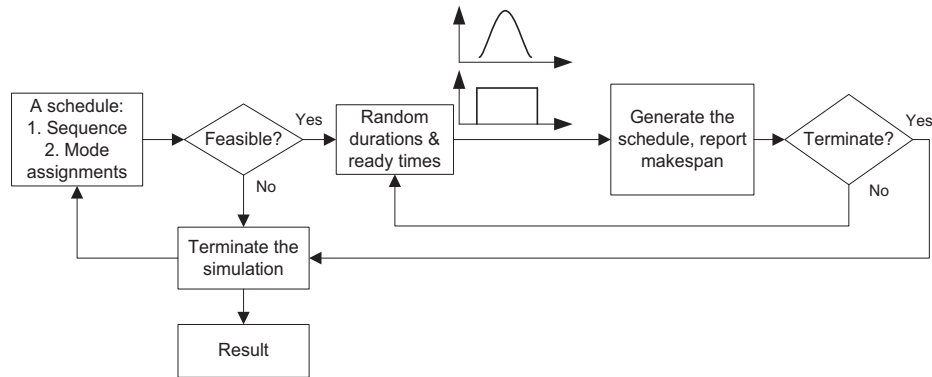 A schedule:
1. Sequence
2. Mode
assignments
Feasible?
Yes
No
Random
durations &
ready times
Generate the
schedule, report
makespan
Terminate?
Yes
No
Terminate the
simulation
Result